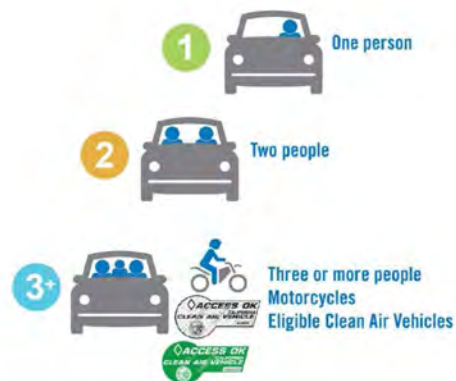 1
One person
2
Two people
3+
Three or more people
Motorcycles
Eligible Clean Air Vehicles
ACCESS OK
CALIFORNIA
CLEAN AIR VEHICLE
ACCESS OK
CLEAN AIR VEHICLE